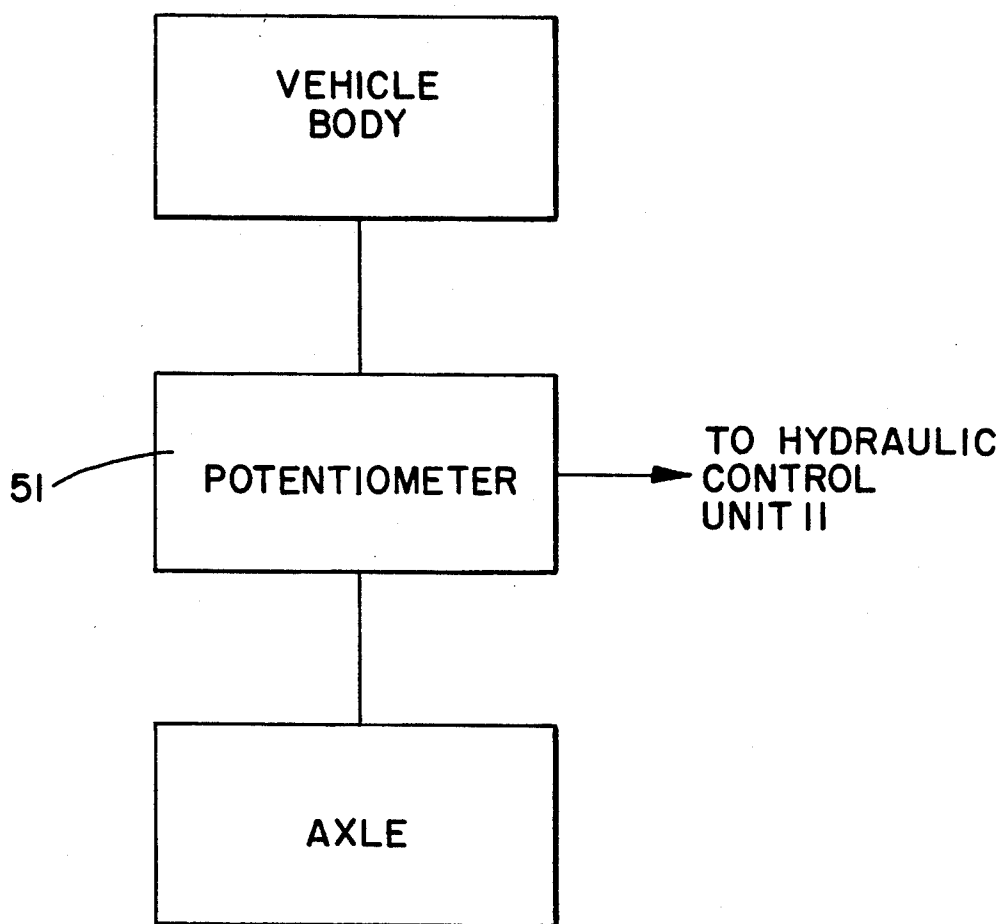 VEHICLE
BODY
51
POTENTIOMETER
TO HYDRAULIC
CONTROL
UNIT 11
AXLE